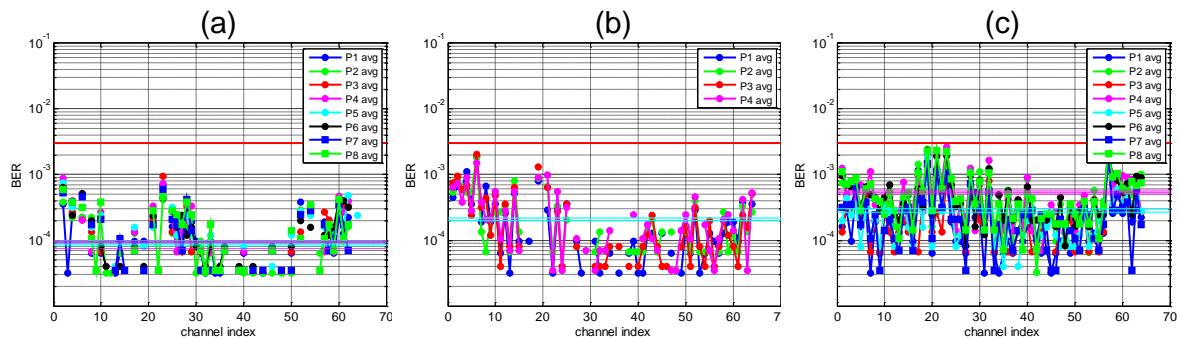 (a)
10^-1
10^-2
10^-3
10^-4
BER
0 10 20 30 40 50 60 70
channel index
P1 avg
P2 avg
P3 avg
P4 avg
P5 avg
P6 avg
P7 avg
P8 avg
(b)
10^-1
10^-2
10^-3
10^-4
BER
0 10 20 30 40 50 60 70
channel index
P1 avg
P2 avg
P3 avg
P4 avg
(c)
10^-1
10^-2
10^-3
10^-4
BER
0 10 20 30 40 50 60 70
channel index
P1 avg
P2 avg
P3 avg
P4 avg
P5 avg
P6 avg
P7 avg
P8 avg